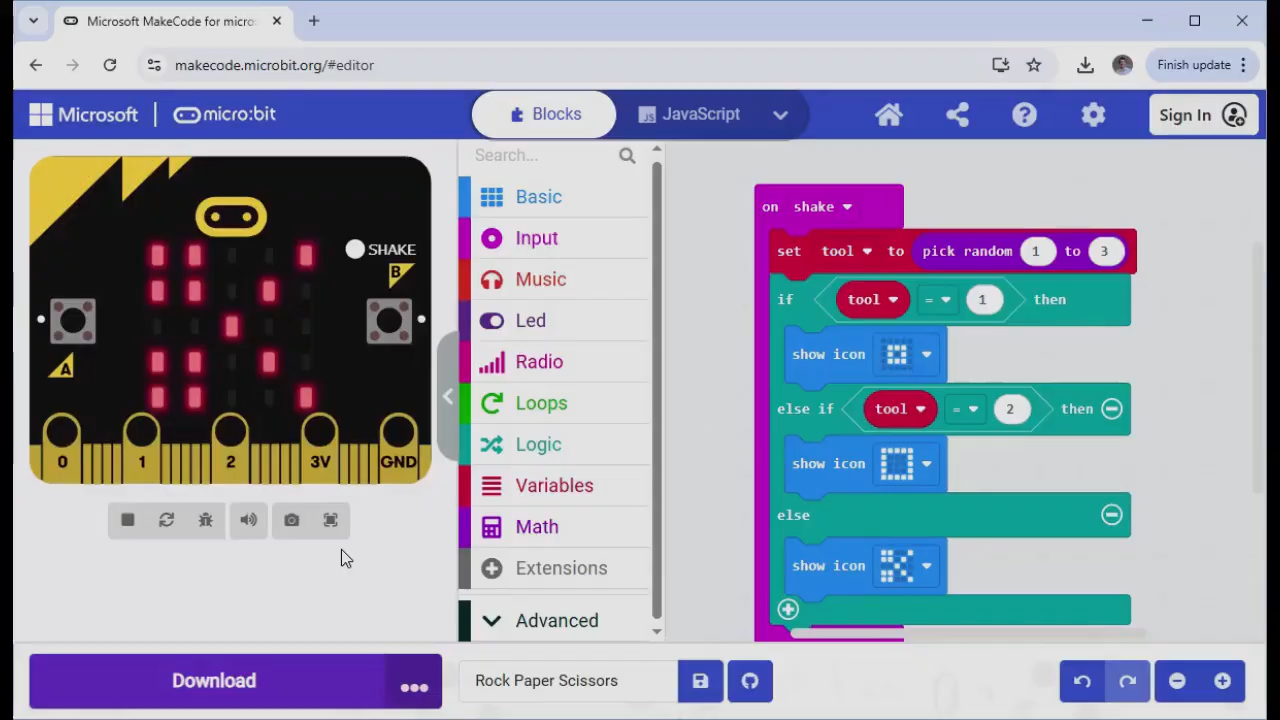 Microsoft MakeCode for micro
makecode.microbit.org/#editor
Finish update
Microsoft
micro:bit
Blocks
JavaScript
Sign In
SHAKE
B
A
0 1 2 3V GND
Search...
Basic
Input
Music
Led
Radio
Loops
Logic
Variables
Math
Extensions
Advanced
on shake
set tool to pick random 1 to 3
if tool = 1 then
show icon
else if tool = 2 then
show icon
else
show icon
Download
Rock Paper Scissors